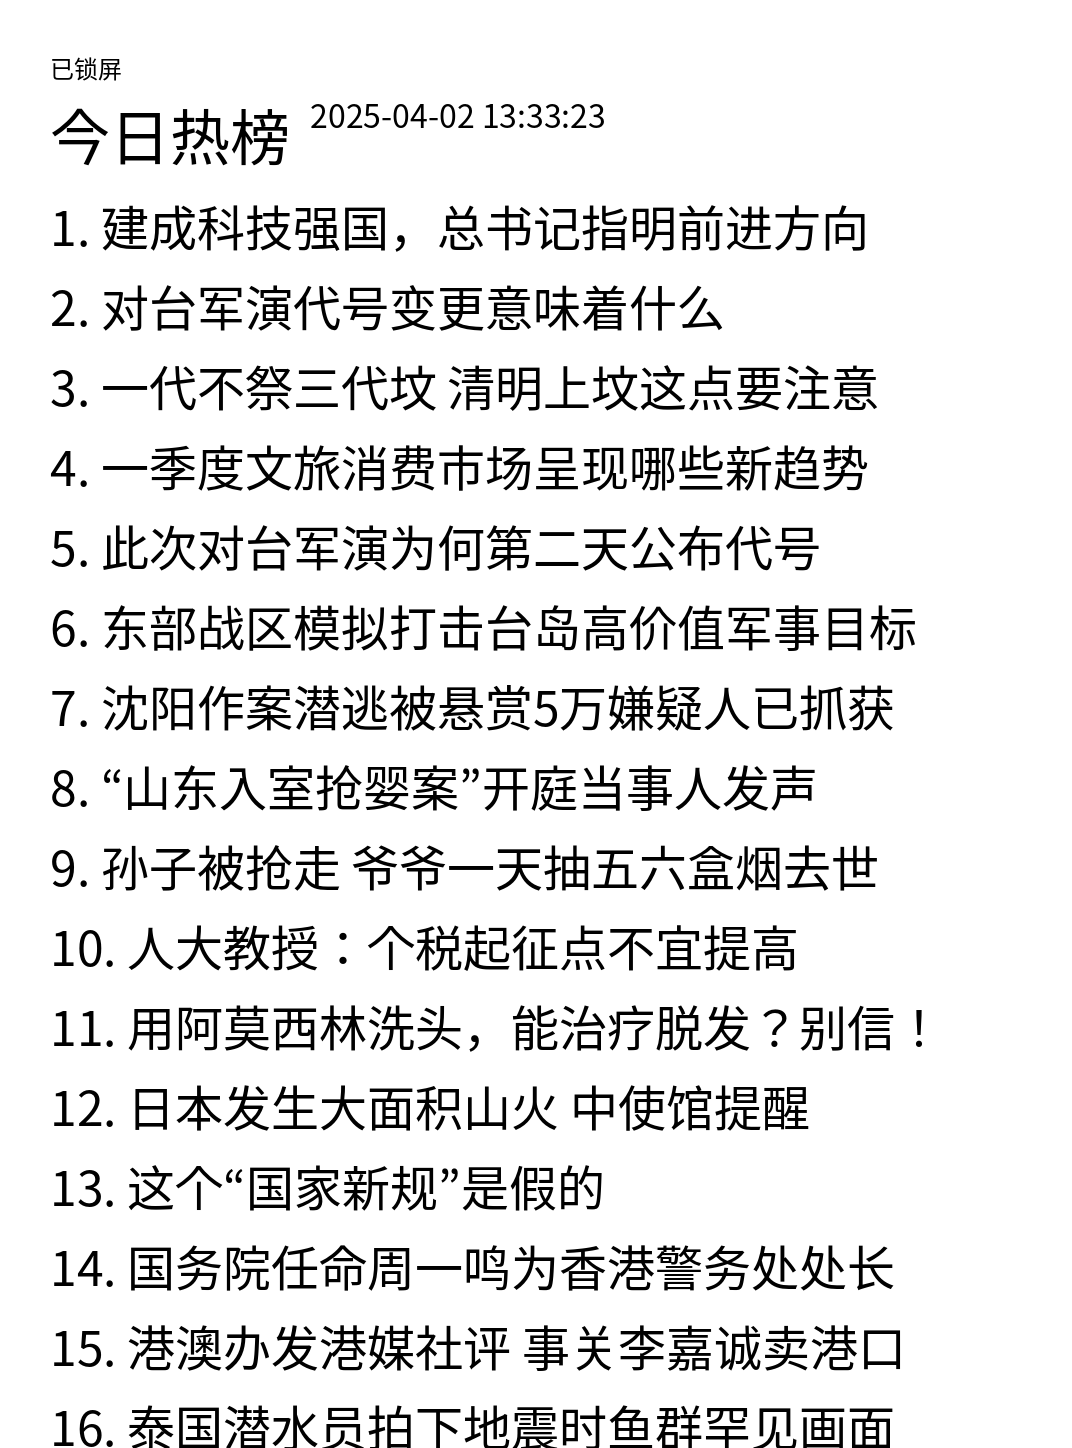 已锁屏
今日热榜 2025-04-02 13:33:23
1. 建成科技强国，总书记指明前进方向
2. 对台军演代号变更意味着什么
3. 一代不祭三代坟 清明上坟这点要注意
4. 一季度文旅消费市场呈现哪些新趋势
5. 此次对台军演为何第二天公布代号
6. 东部战区模拟打击台岛高价值军事目标
7. 沈阳作案潜逃被悬赏5万嫌疑人已抓获
8. “山东入室抢婴案”开庭当事人发声
9. 孙子被抢走 爷爷一天抽五六盒烟去世
10. 人大教授：个税起征点不宜提高
11. 用阿莫西林洗头，能治疗脱发？别信！
12. 日本发生大面积山火 中使馆提醒
13. 这个“国家新规”是假的
14. 国务院任命周一鸣为香港警务处处长
15. 港澳办发港媒社评 事关李嘉诚卖港口
16. 泰国潜水员拍下地震时鱼群罕见画面